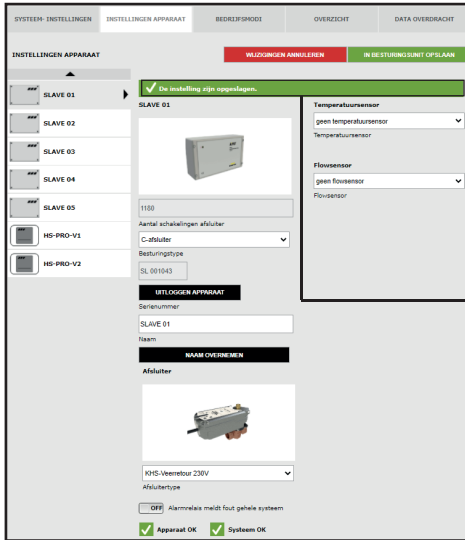 SYSTEEM- INSTELLINGEN
INSTELLINGEN APPARAAT
BEDRIJFSMODI
OVERZICHT
DATA OVERDRACHT
INSTELLINGEN APPARAAT
WIJZIGINGEN ANNULEREN
IN BESTURINGSUNIT OPSLAAN
SLAVE 01
SLAVE 02
SLAVE 03
SLAVE 04
SLAVE 05
HS-PRO-V1
HS-PRO-V2
De instelling zijn opgeslagen.
SLAVE 01
1180
Aantal schakelingen afsluiter
C-afsluiter
Besturingstype
SL 001043
UITLOGGEN APPARAAT
Serienummer
SLAVE 01
Naam
NAAM OVERNEMEN
Afsluiter
KHS-Veerretour 230V
Afsluitertype
OFF Alarmrelais meldt fout gehele systeem
Apparaat OK
Systeem OK
Temperatuursensor
geen temperatuursensor
Temperatuursensor
Flowsensor
geen flowsensor
Flowsensor